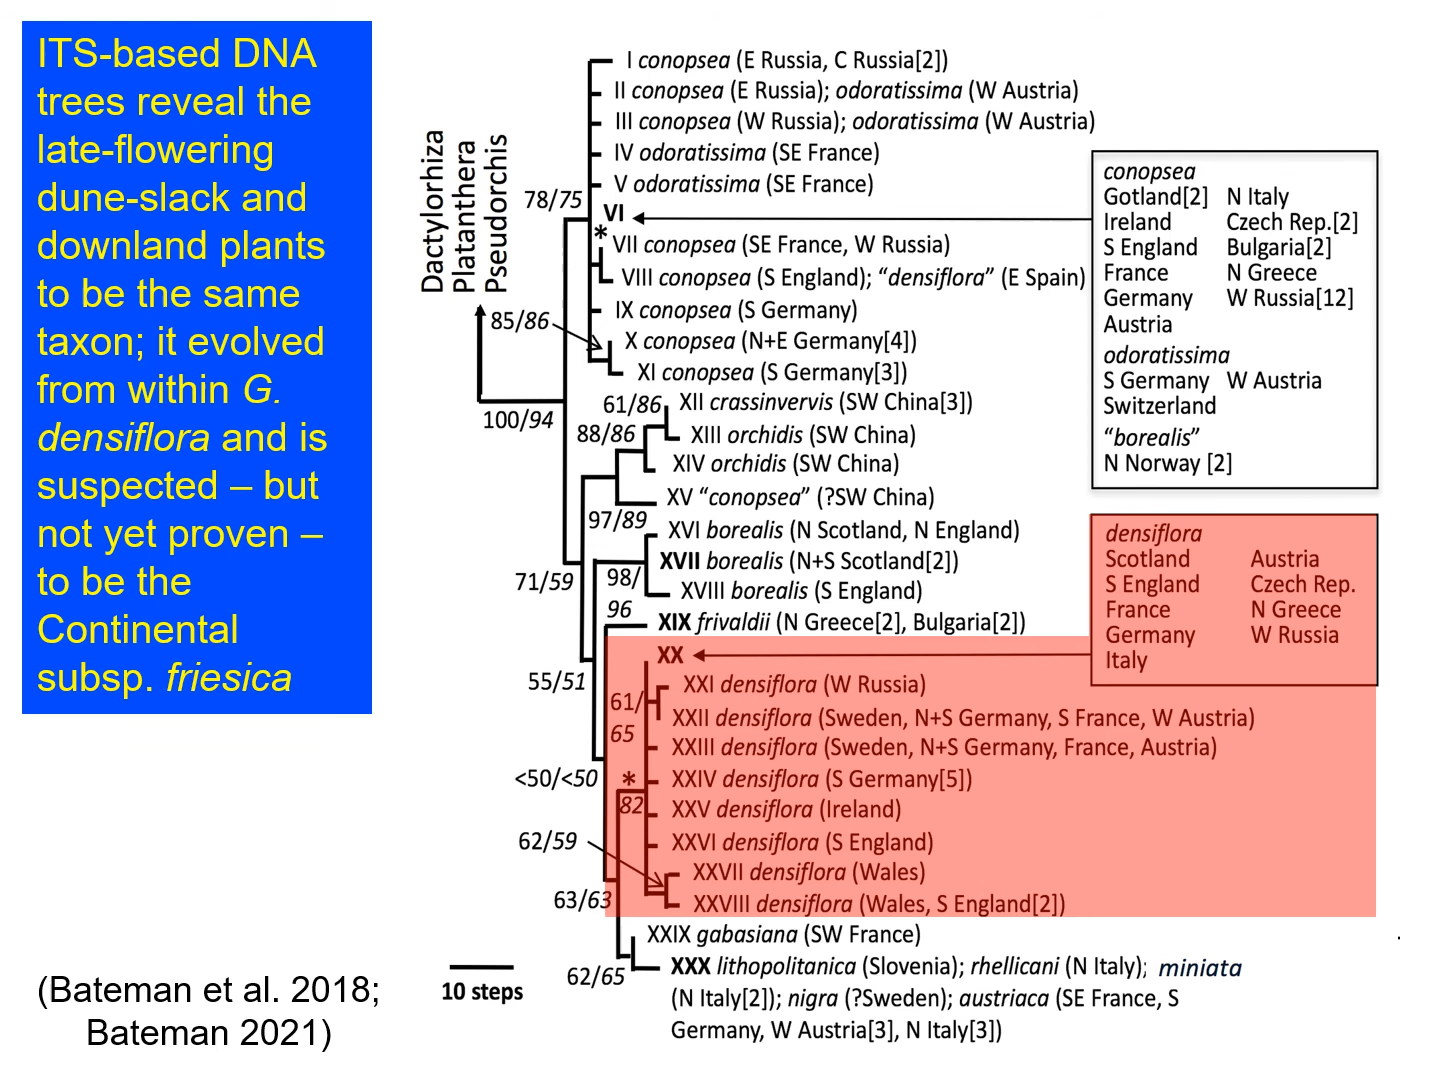 ITS-based DNA
trees reveal the
late-flowering
dune-slack and
downland plants
to be the same
taxon; it evolved
from within G.
densiflora and is
suspected – but
not yet proven –
to be the
Continental
subsp. friesica
(Bateman et al. 2018;
Bateman 2021)
Dactylorhiza
Platanthera
Pseudorchis
I conopsea (E Russia, C Russia[2])
II conopsea (E Russia); odoratissima (W Austria)
III conopsea (W Russia); odoratissima (W Austria)
IV odoratissima (SE France)
V odoratissima (SE France)
78/75
VI
*
VII conopsea (SE France, W Russia)
VIII conopsea (S England); “densiflora” (E Spain)
IX conopsea (S Germany)
85/86
X conopsea (N+E Germany[4])
XI conopsea (S Germany[3])
100/94
61/86
XII crassinvervis (SW China[3])
88/86
XIII orchidis (SW China)
XIV orchidis (SW China)
XV “conopsea” (?SW China)
97/89
XVI borealis (N Scotland, N England)
XVII borealis (N+S Scotland[2])
71/59
98/
96
XVIII borealis (S England)
XIX frivaldii (N Greece[2], Bulgaria[2])
XX
55/51
XXI densiflora (W Russia)
61/
65
XXII densiflora (Sweden, N+S Germany, S France, W Austria)
XXIII densiflora (Sweden, N+S Germany, France, Austria)
<50/<50
*
82
XXIV densiflora (S Germany[5])
XXV densiflora (Ireland)
62/59
XXVI densiflora (S England)
XXVII densiflora (Wales)
63/63
XXVIII densiflora (Wales, S England[2])
XXIX gabasiana (SW France)
62/65
XXX lithopolitanica (Slovenia); rhellicani (N Italy); miniata
(N Italy[2]); nigra (?Sweden); austriaca (SE France, S
Germany, W Austria[3], N Italy[3])
10 steps
conopsea
Gotland[2] N Italy
Ireland Czech Rep.[2]
S England Bulgaria[2]
France N Greece
Germany W Russia[12]
Austria
odoratissima
S Germany W Austria
Switzerland
“borealis”
N Norway [2]
densiflora
Scotland Austria
S England Czech Rep.
France N Greece
Germany W Russia
Italy